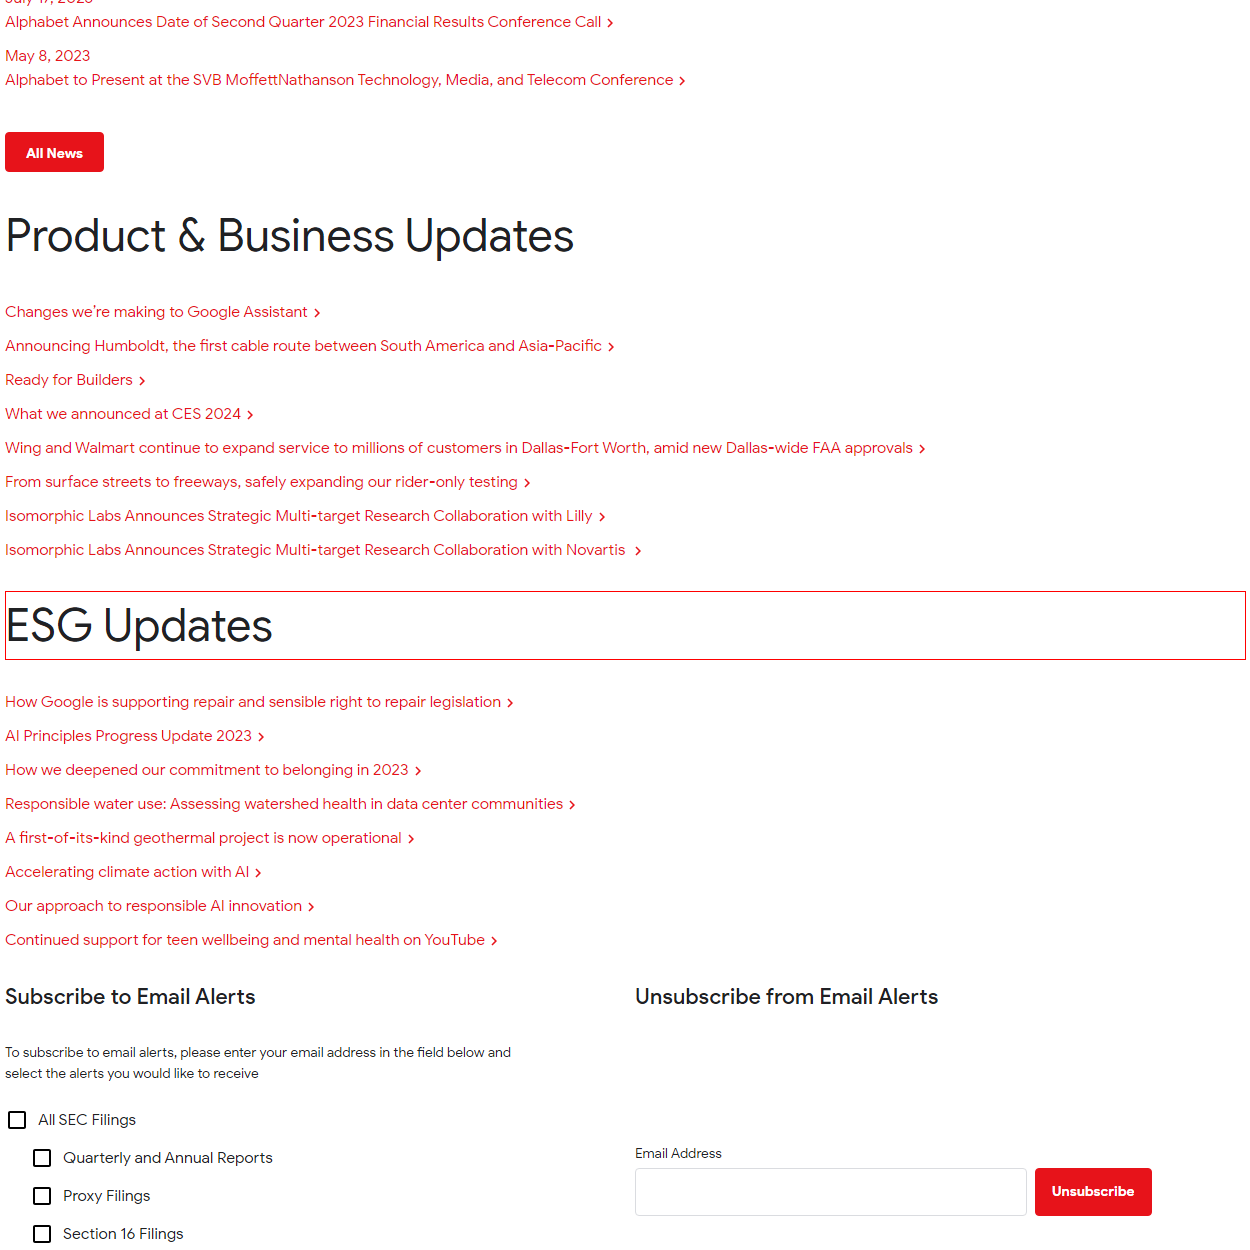 July 17, 2023
Alphabet Announces Date of Second Quarter 2023 Financial Results Conference Call
May 8, 2023
Alphabet to Present at the SVB MoffettNathanson Technology, Media, and Telecom Conference
All News
Product & Business Updates
Changes we're making to Google Assistant
Announcing Humboldt, the first cable route between South America and Asia-Pacific
Ready for Builders
What we announced at CES 2024
Wing and Walmart continue to expand service to millions of customers in Dallas-Fort Worth, amid new Dallas-wide FAA approvals
From surface streets to freeways, safely expanding our rider-only testing
Isomorphic Labs Announces Strategic Multi-target Research Collaboration with Lilly
Isomorphic Labs Announces Strategic Multi-target Research Collaboration with Novartis
ESG Updates
How Google is supporting repair and sensible right to repair legislation
AI Principles Progress Update 2023
How we deepened our commitment to belonging in 2023
Responsible water use: Assessing watershed health in data center communities
A first-of-its-kind geothermal project is now operational
Accelerating climate action with AI
Our approach to responsible AI innovation
Continued support for teen wellbeing and mental health on YouTube
Subscribe to Email Alerts
To subscribe to email alerts, please enter your email address in the field below and
select the alerts you would like to receive
All SEC Filings
Quarterly and Annual Reports
Proxy Filings
Section 16 Filings
Unsubscribe from Email Alerts
Email Address
Unsubscribe